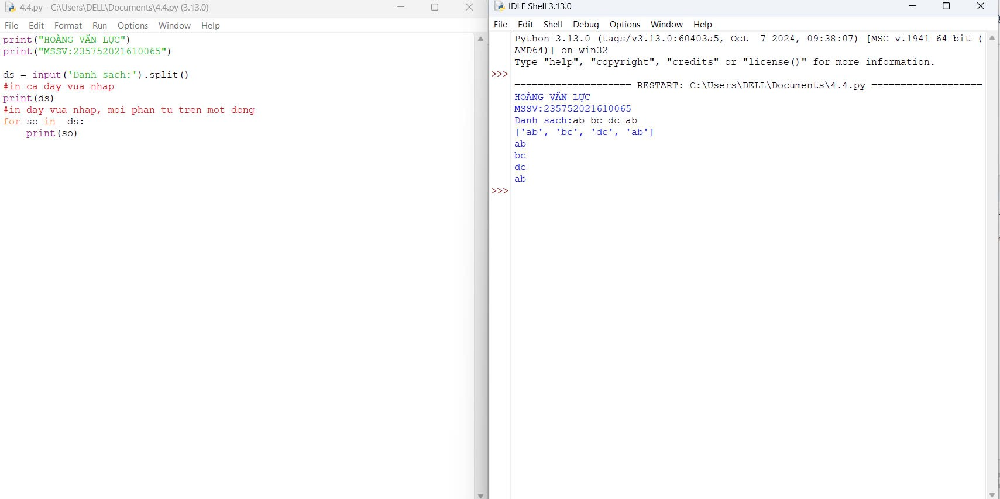 4.4.py - C:\Users\DELL\Documents\4.4.py (3.13.0)
File Edit Format Run Options Window Help
print("HOÀNG VĂN LỰC")
print("MSSV:235752021610065")
ds = input('Danh sach:').split()
#in ca day vua nhap
print(ds)
#in day vua nhap, moi phan tu tren mot dong
for so in  ds:
    print(so)
IDLE Shell 3.13.0
File Edit Shell Debug Options Window Help
Python 3.13.0 (tags/v3.13.0:60403a5, Oct  7 2024, 09:38:07) [MSC v.1941 64 bit (
AMD64)] on win32
Type "help", "copyright", "credits" or "license()" for more information.
>>>
==================== RESTART: C:\Users\DELL\Documents\4.4.py ===================
HOÀNG VĂN LỰC
MSSV:235752021610065
Danh sach:ab bc dc ab
['ab', 'bc', 'dc', 'ab']
ab
bc
dc
ab
>>>